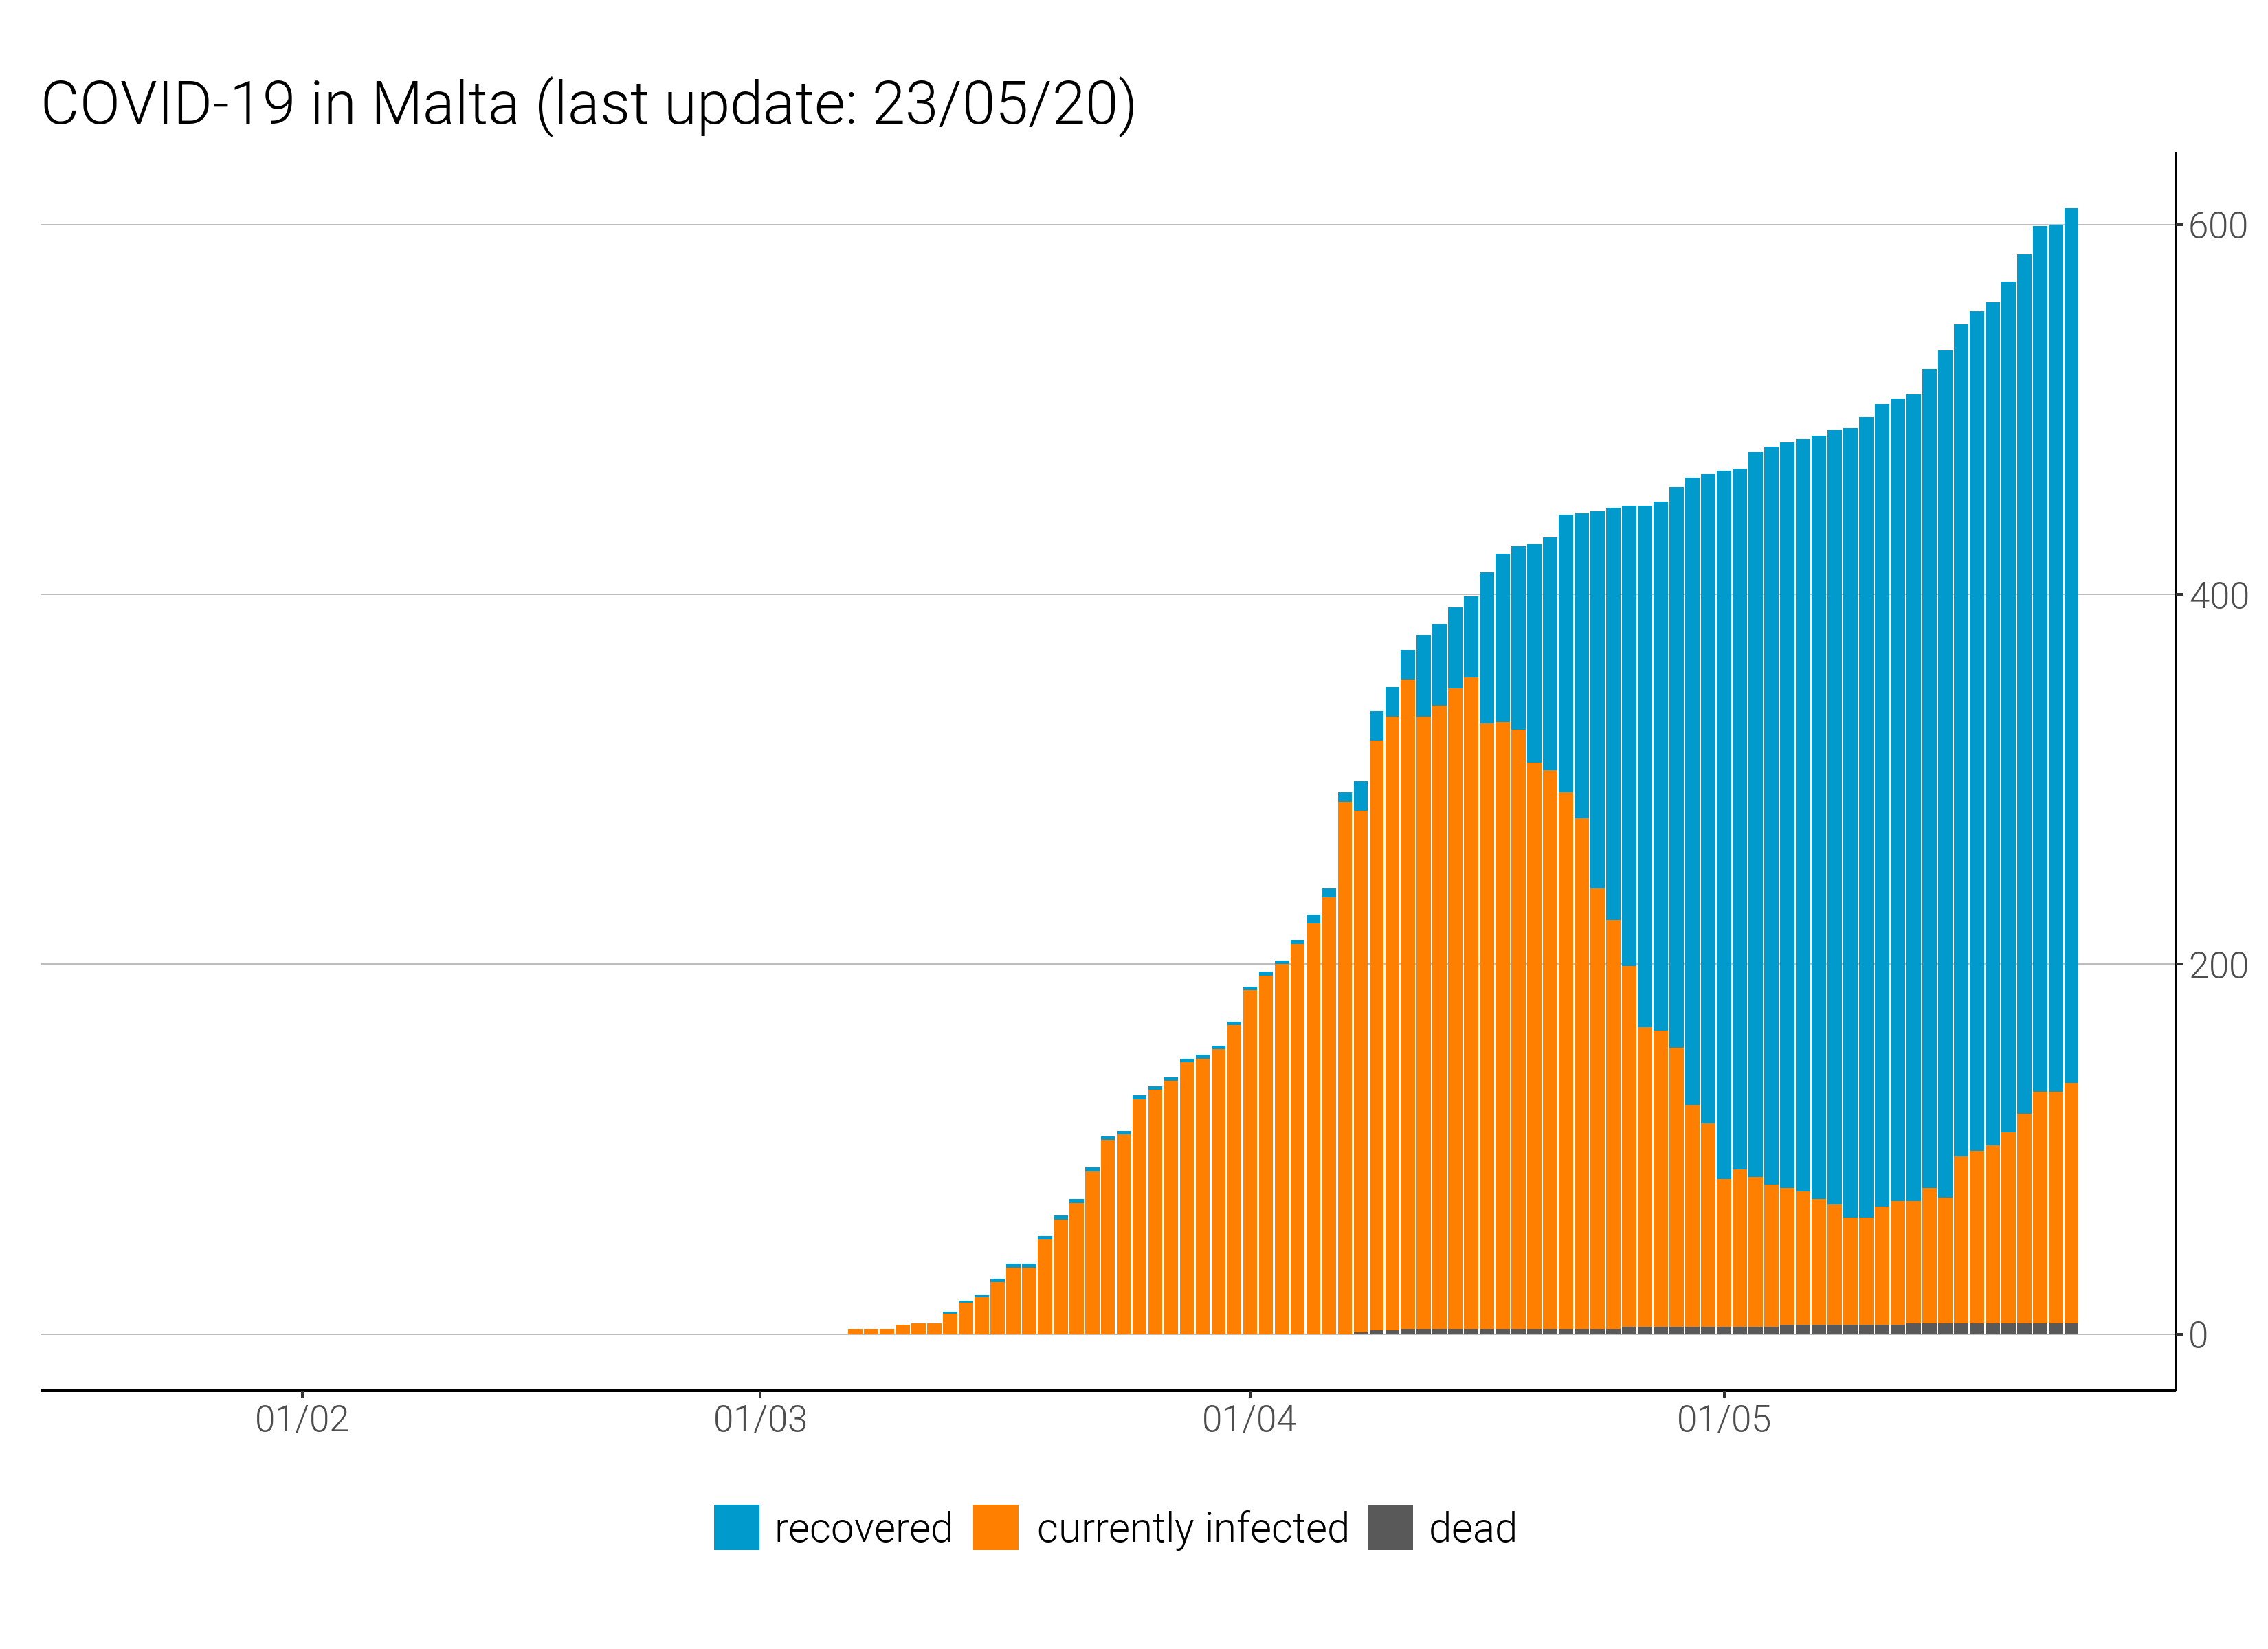 COVID-19 in Malta (last update: 23/05/20)
600
400
200
0
01/02 01/03 01/04 01/05
recovered currently infected dead